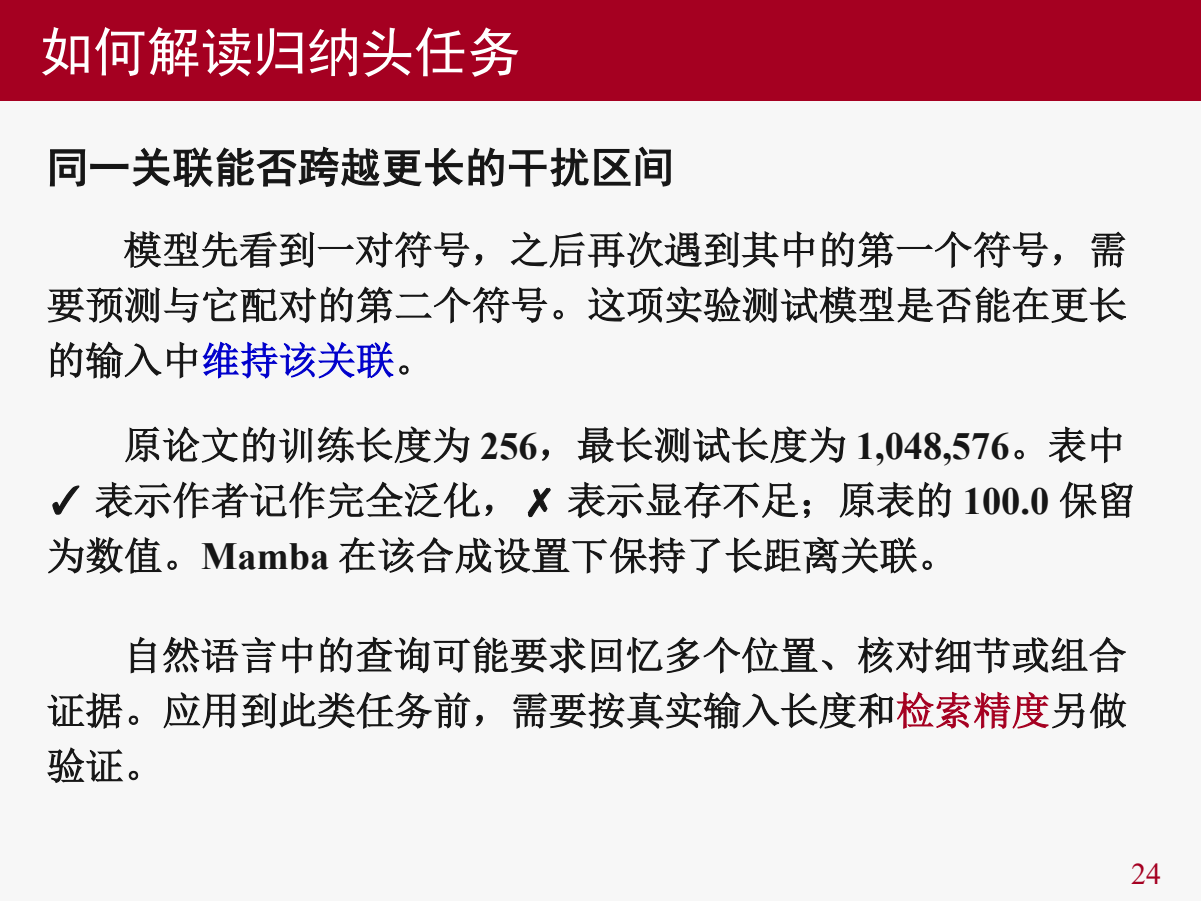 如何解读归纳头任务
同一关联能否跨越更长的干扰区间
模型先看到一对符号，之后再次遇到其中的第一个符号，需
要预测与它配对的第二个符号。这项实验测试模型是否能在更长
的输入中维持该关联。
原论文的训练长度为 256，最长测试长度为 1,048,576。表中
✓ 表示作者记作完全泛化，✗ 表示显存不足；原表的 100.0 保留
为数值。Mamba 在该合成设置下保持了长距离关联。
自然语言中的查询可能要求回忆多个位置、核对细节或组合
证据。应用到此类任务前，需要按真实输入长度和检索精度另做
验证。
24